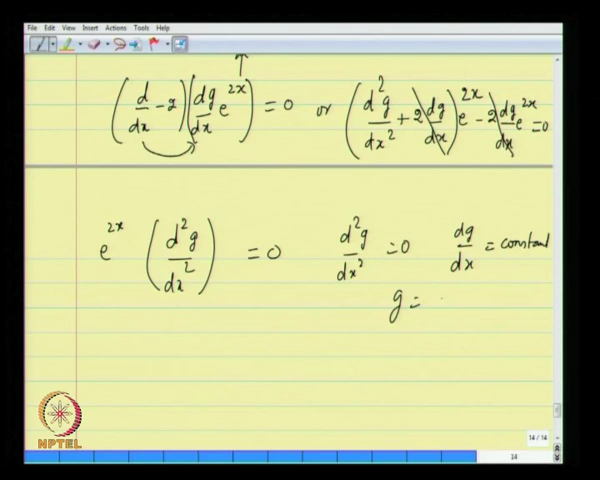 File Edit View Insert Actions Tools Help
(d/dx − 2)(dg/dx e^{2x}) = 0 or (d²g/dx² + 2 dg/dx) e^{2x} − 2 dg/dx e^{2x} = 0
e^{2x} (d²g/dx²) = 0 d²g/dx² = 0 dg/dx = constant
g =
NPTEL
14 / 14
14